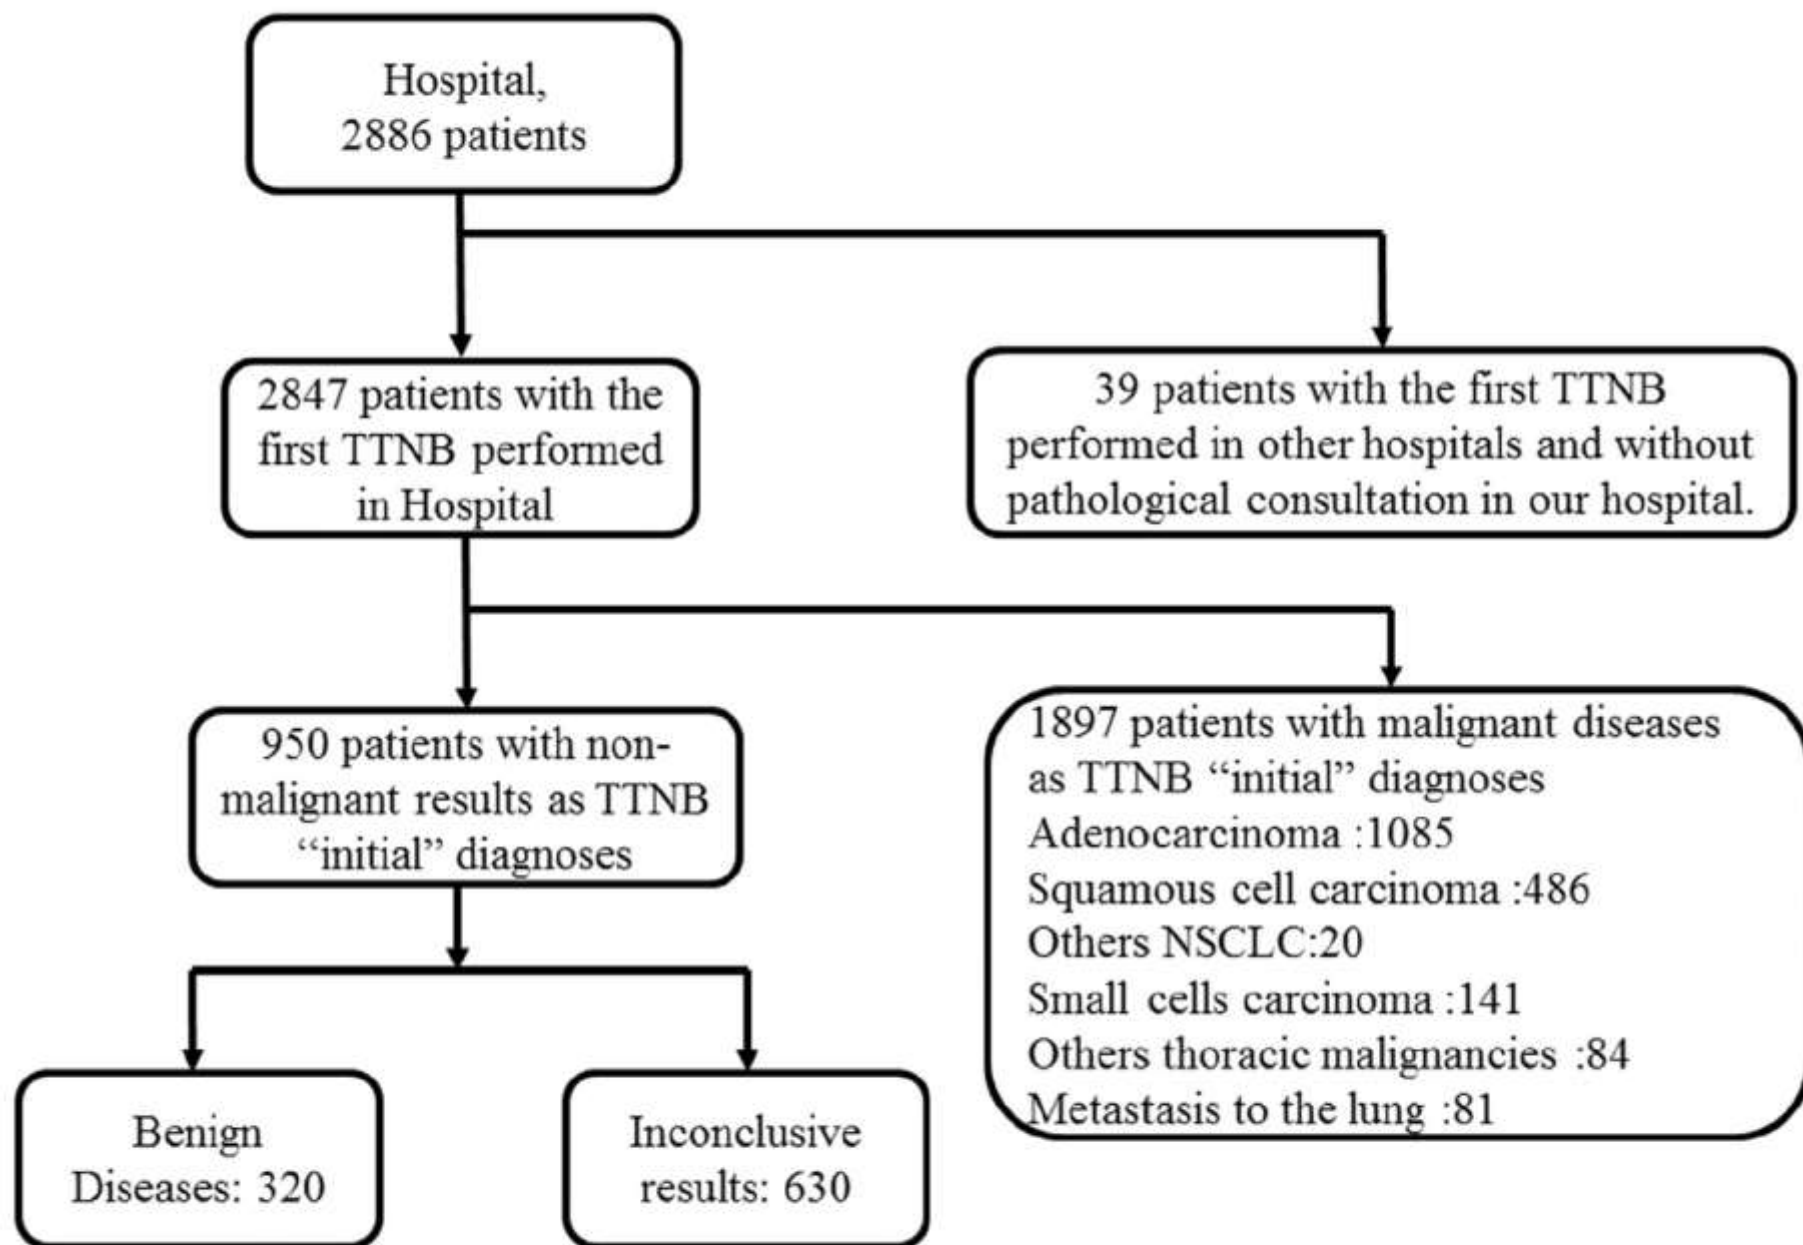 Hospital,
2886 patients
2847 patients with the
first TTNB performed
in Hospital
39 patients with the first TTNB
performed in other hospitals and without
pathological consultation in our hospital.
950 patients with non-
malignant results as TTNB
“initial” diagnoses
1897 patients with malignant diseases
as TTNB “initial” diagnoses
Adenocarcinoma :1085
Squamous cell carcinoma :486
Others NSCLC:20
Small cells carcinoma :141
Others thoracic malignancies :84
Metastasis to the lung :81
Benign
Diseases: 320
Inconclusive
results: 630